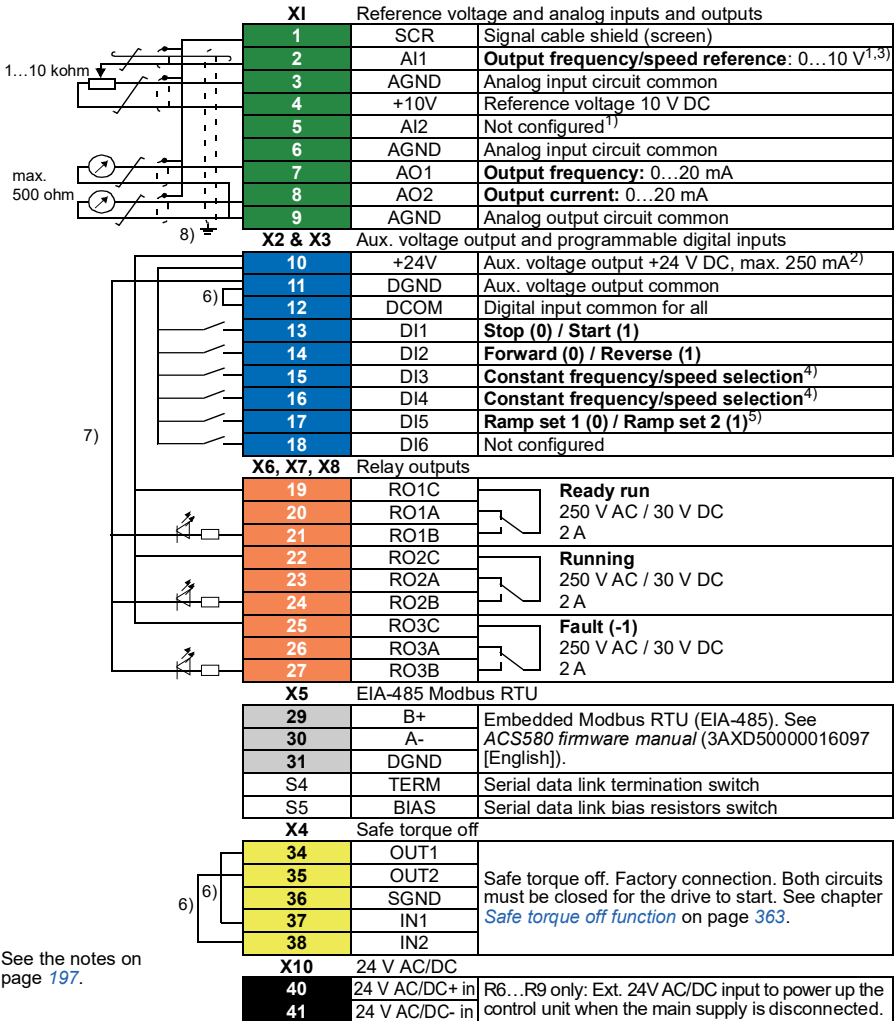 XI Reference voltage and analog inputs and outputs
1 SCR Signal cable shield (screen)
2 AI1 Output frequency/speed reference: 0…10 V1,3)
1…10 kohm
3 AGND Analog input circuit common
4 +10V Reference voltage 10 V DC
5 AI2 Not configured1)
6 AGND Analog input circuit common
7 AO1 Output frequency: 0…20 mA
max.
500 ohm
8 AO2 Output current: 0…20 mA
9 AGND Analog output circuit common
8)
X2 & X3 Aux. voltage output and programmable digital inputs
10 +24V Aux. voltage output +24 V DC, max. 250 mA2)
11 DGND Aux. voltage output common
6)
12 DCOM Digital input common for all
13 DI1 Stop (0) / Start (1)
14 DI2 Forward (0) / Reverse (1)
15 DI3 Constant frequency/speed selection4)
16 DI4 Constant frequency/speed selection4)
17 DI5 Ramp set 1 (0) / Ramp set 2 (1)5)
7)
18 DI6 Not configured
X6, X7, X8 Relay outputs
19 RO1C Ready run
20 RO1A 250 V AC / 30 V DC
21 RO1B 2 A
22 RO2C Running
23 RO2A 250 V AC / 30 V DC
24 RO2B 2 A
25 RO3C Fault (-1)
26 RO3A 250 V AC / 30 V DC
27 RO3B 2 A
X5 EIA-485 Modbus RTU
29 B+ Embedded Modbus RTU (EIA-485). See
30 A- ACS580 firmware manual (3AXD50000016097
31 DGND [English]).
S4 TERM Serial data link termination switch
S5 BIAS Serial data link bias resistors switch
X4 Safe torque off
34 OUT1
35 OUT2 Safe torque off. Factory connection. Both circuits
36 SGND must be closed for the drive to start. See chapter
6) 6)
37 IN1 Safe torque off function on page 363.
38 IN2
See the notes on
page 197.
X10 24 V AC/DC
40 24 V AC/DC+ in R6…R9 only: Ext. 24V AC/DC input to power up the
41 24 V AC/DC- in control unit when the main supply is disconnected.